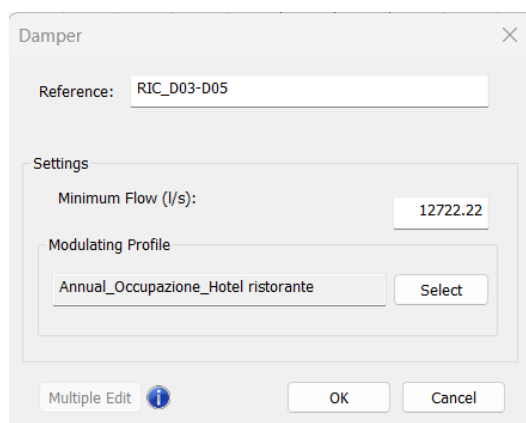 Damper
Reference: RIC_D03-D05
Settings
Minimum Flow (l/s): 12722.22
Modulating Profile
Annual_Occupazione_Hotel ristorante Select
Multiple Edit OK Cancel